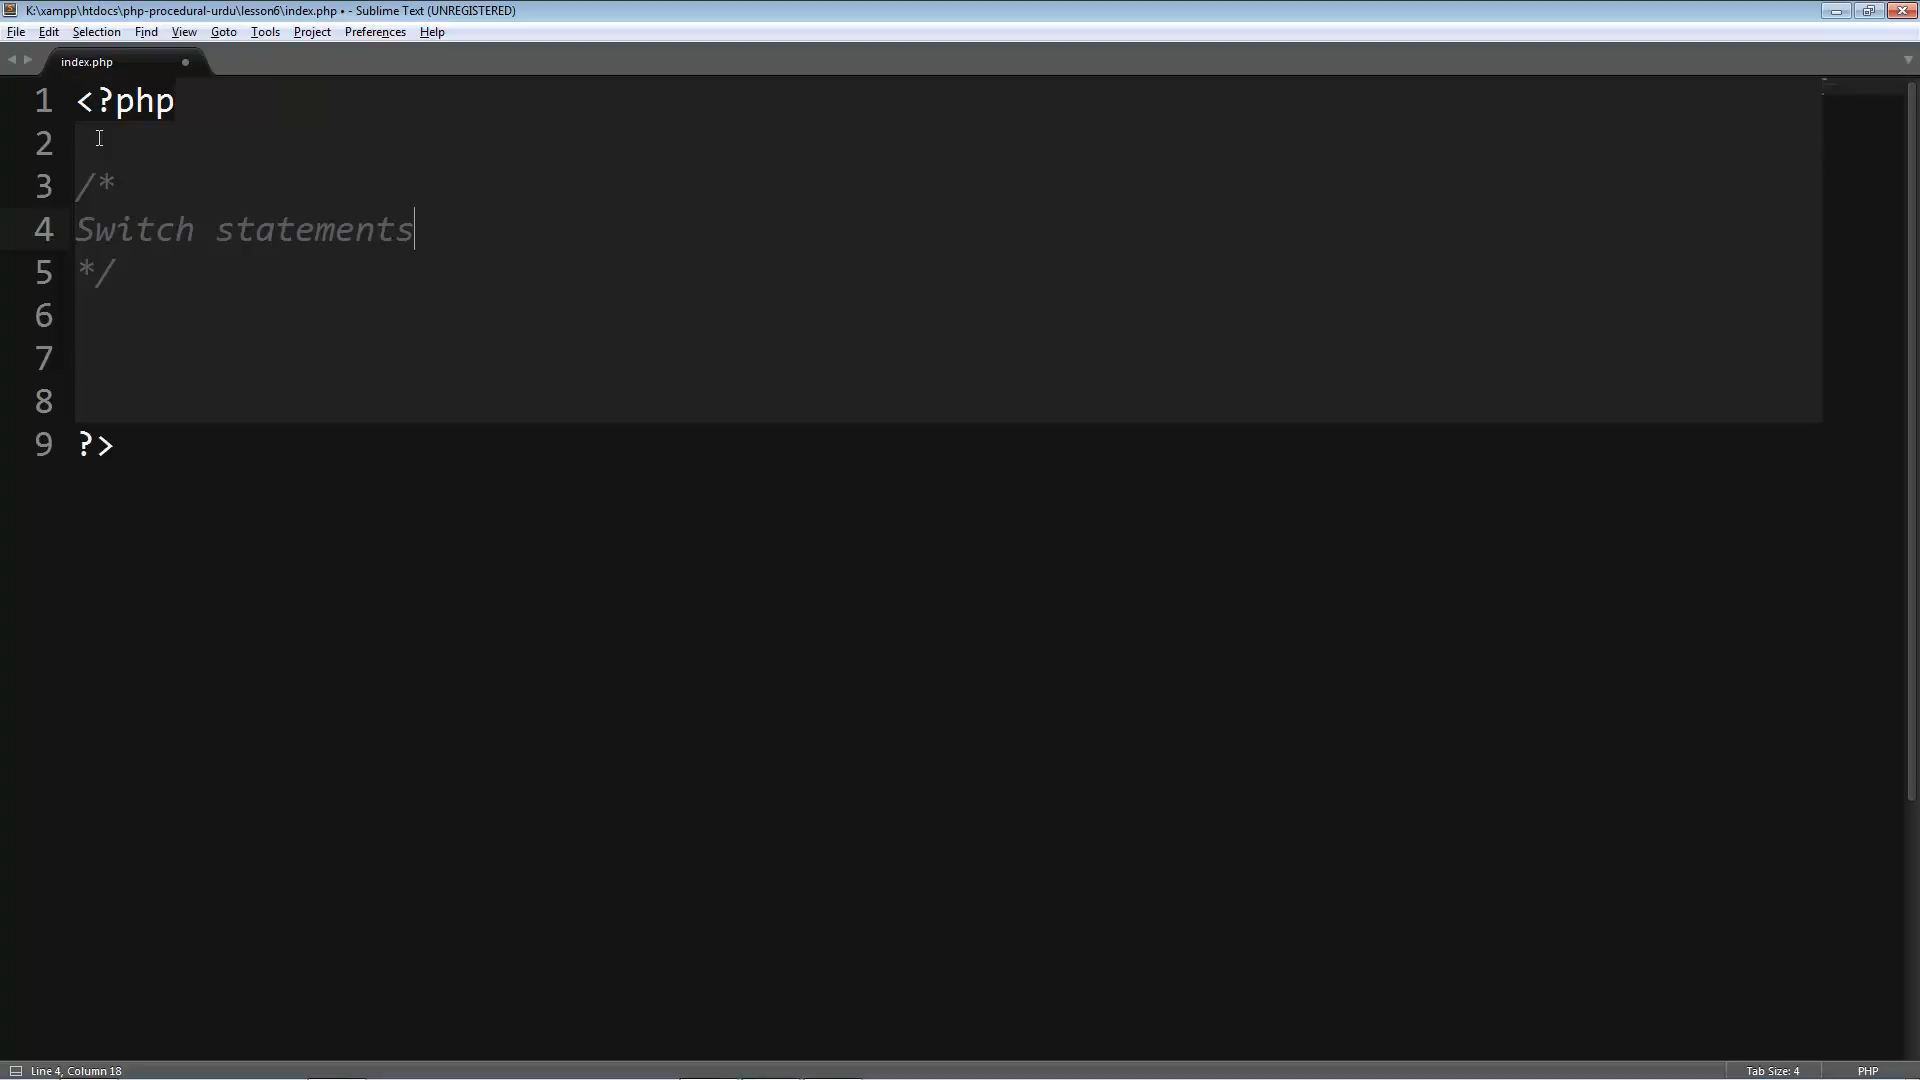 K:\xampp\htdocs\php-procedural-urdu\lesson6\index.php • - Sublime Text (UNREGISTERED)
File Edit Selection Find View Goto Tools Project Preferences Help
index.php
1 <?php
2
3 /*
4 Switch statements
5 */
6
7
8
9 ?>
Line 4, Column 18 Tab Size: 4 PHP